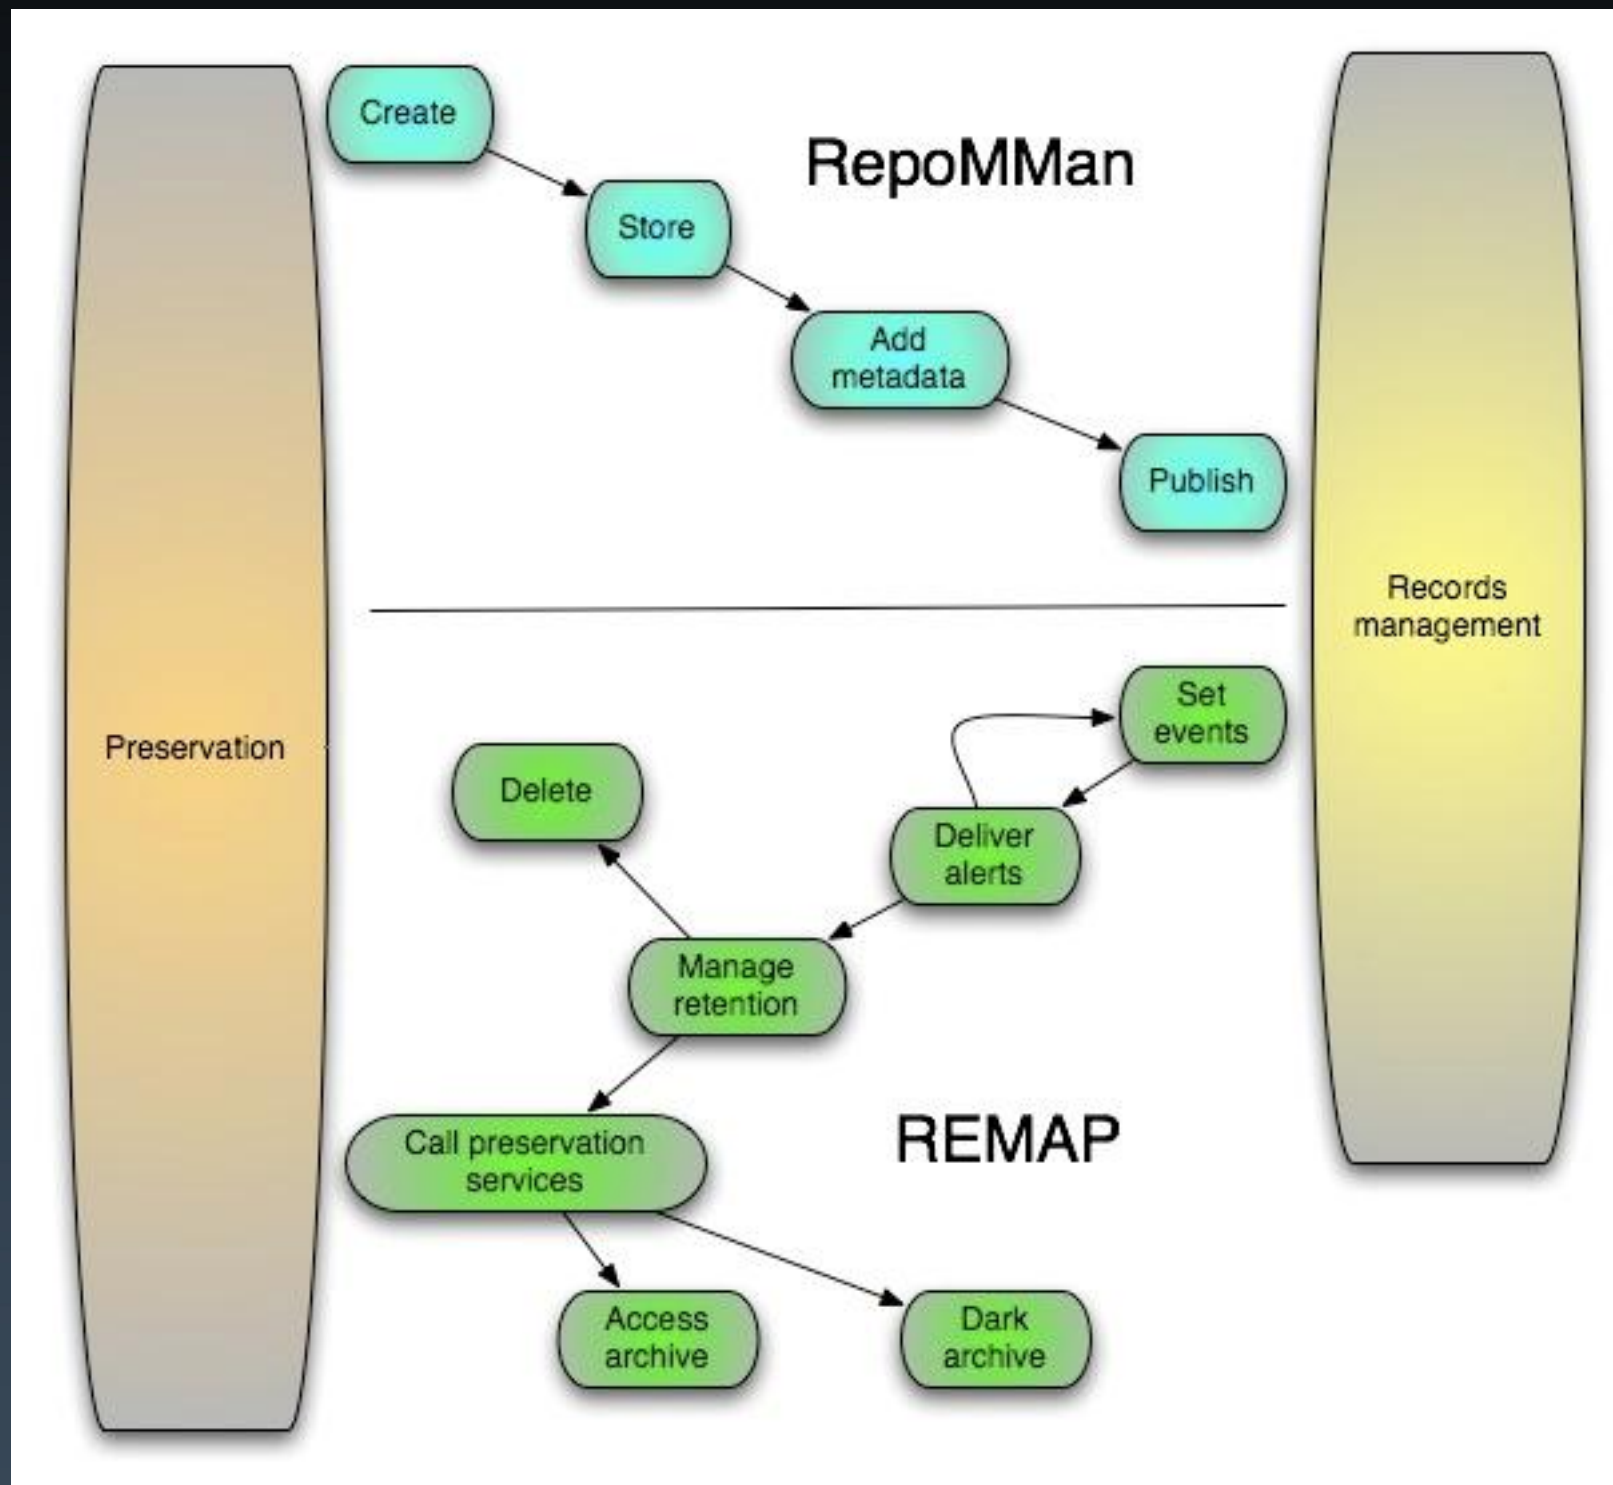 Create
RepoMMan
Store
Add
metadata
Publish
Records
management
Set
events
Preservation
Delete
Deliver
alerts
Manage
retention
Call preservation
services
REMAP
Access
archive
Dark
archive